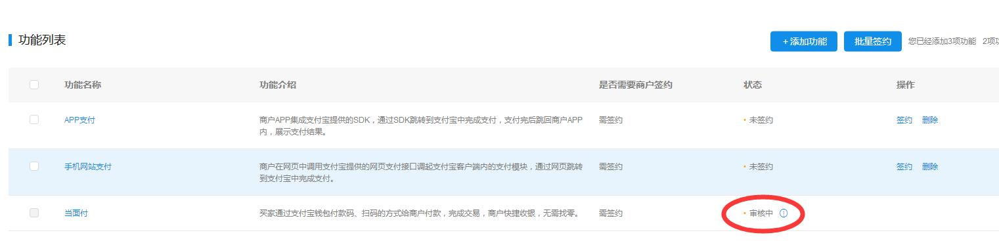 功能列表
+添加功能 批量签约 您已经添加3项功能 2项
功能名称 功能介绍 是否需要商户签约 状态 操作
APP支付 商户APP集成支付宝提供的SDK，通过SDK跳转到支付宝中完成支付，支付完后跳回商户APP 需签约 未签约 签约 删除
内，展示支付结果。
手机网站支付 商户在网页中调用支付宝提供的网页支付接口调起支付宝客户端内的支付模块，通过网页跳转 需签约 未签约 签约 删除
到支付宝中完成支付。
当面付 买家通过支付宝钱包付款码、扫码的方式给商户付款，完成交易，商户快捷收银，无需找零。 需签约 审核中